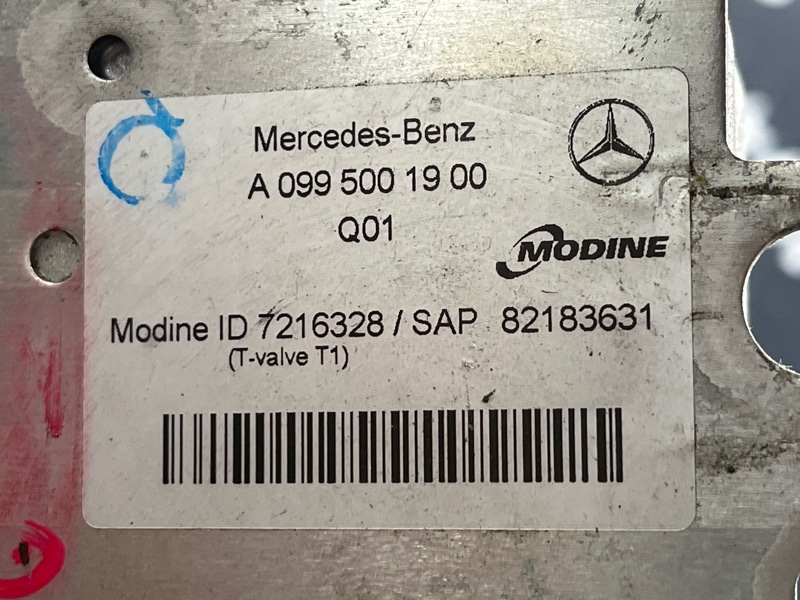 Mercedes-Benz
A 099 500 19 00
Q01
MODINE
Modine ID 7216328 / SAP 82183631
(T-valve T1)